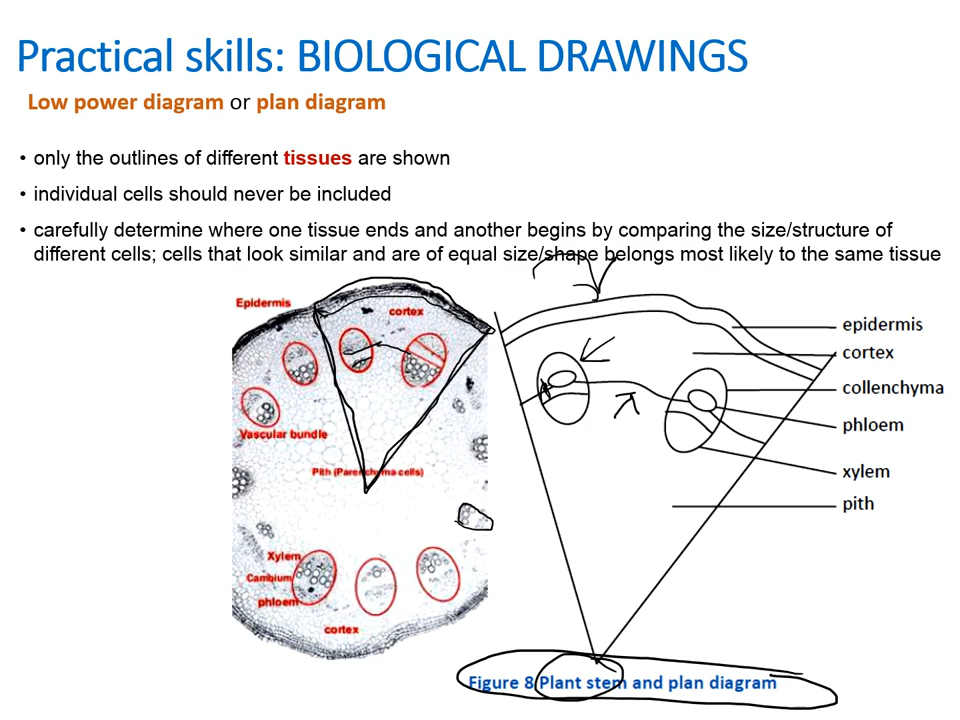 Practical skills: BIOLOGICAL DRAWINGS
Low power diagram or plan diagram
• only the outlines of different tissues are shown
• individual cells should never be included
• carefully determine where one tissue ends and another begins by comparing the size/structure of
different cells; cells that look similar and are of equal size/shape belongs most likely to the same tissue
Epidermis
cortex
Vascular bundle
Pith (Parenchyma cells)
Xylem
Cambium
phloem
cortex
epidermis
cortex
collenchyma
phloem
xylem
pith
Figure 8 Plant stem and plan diagram